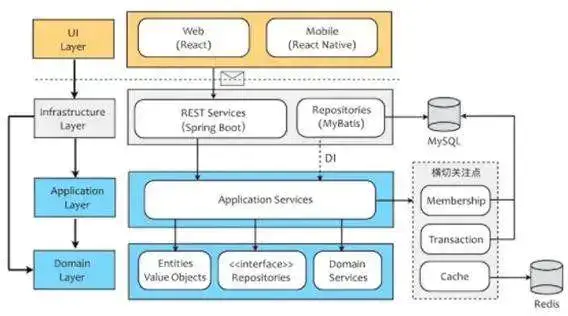 UI
Layer
Web
(React)
Mobile
(React Native)
Infrastructure
Layer
REST Services
(Spring Boot)
Repositories
(MyBatis)
MySQL
DI
横切关注点
Application
Layer
Application Services
Membership
Transaction
Cache
Domain
Layer
Entities
Value Objects
<<interface>>
Repositories
Domain
Services
Redis